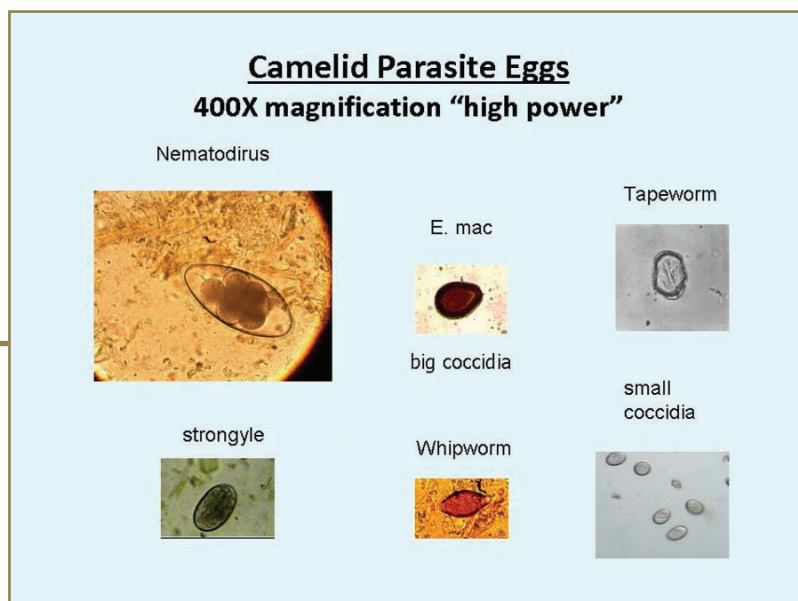 Camelid Parasite Eggs
400X magnification “high power”
Nematodirus
E. mac
Tapeworm
big coccidia
small
coccidia
strongyle
Whipworm